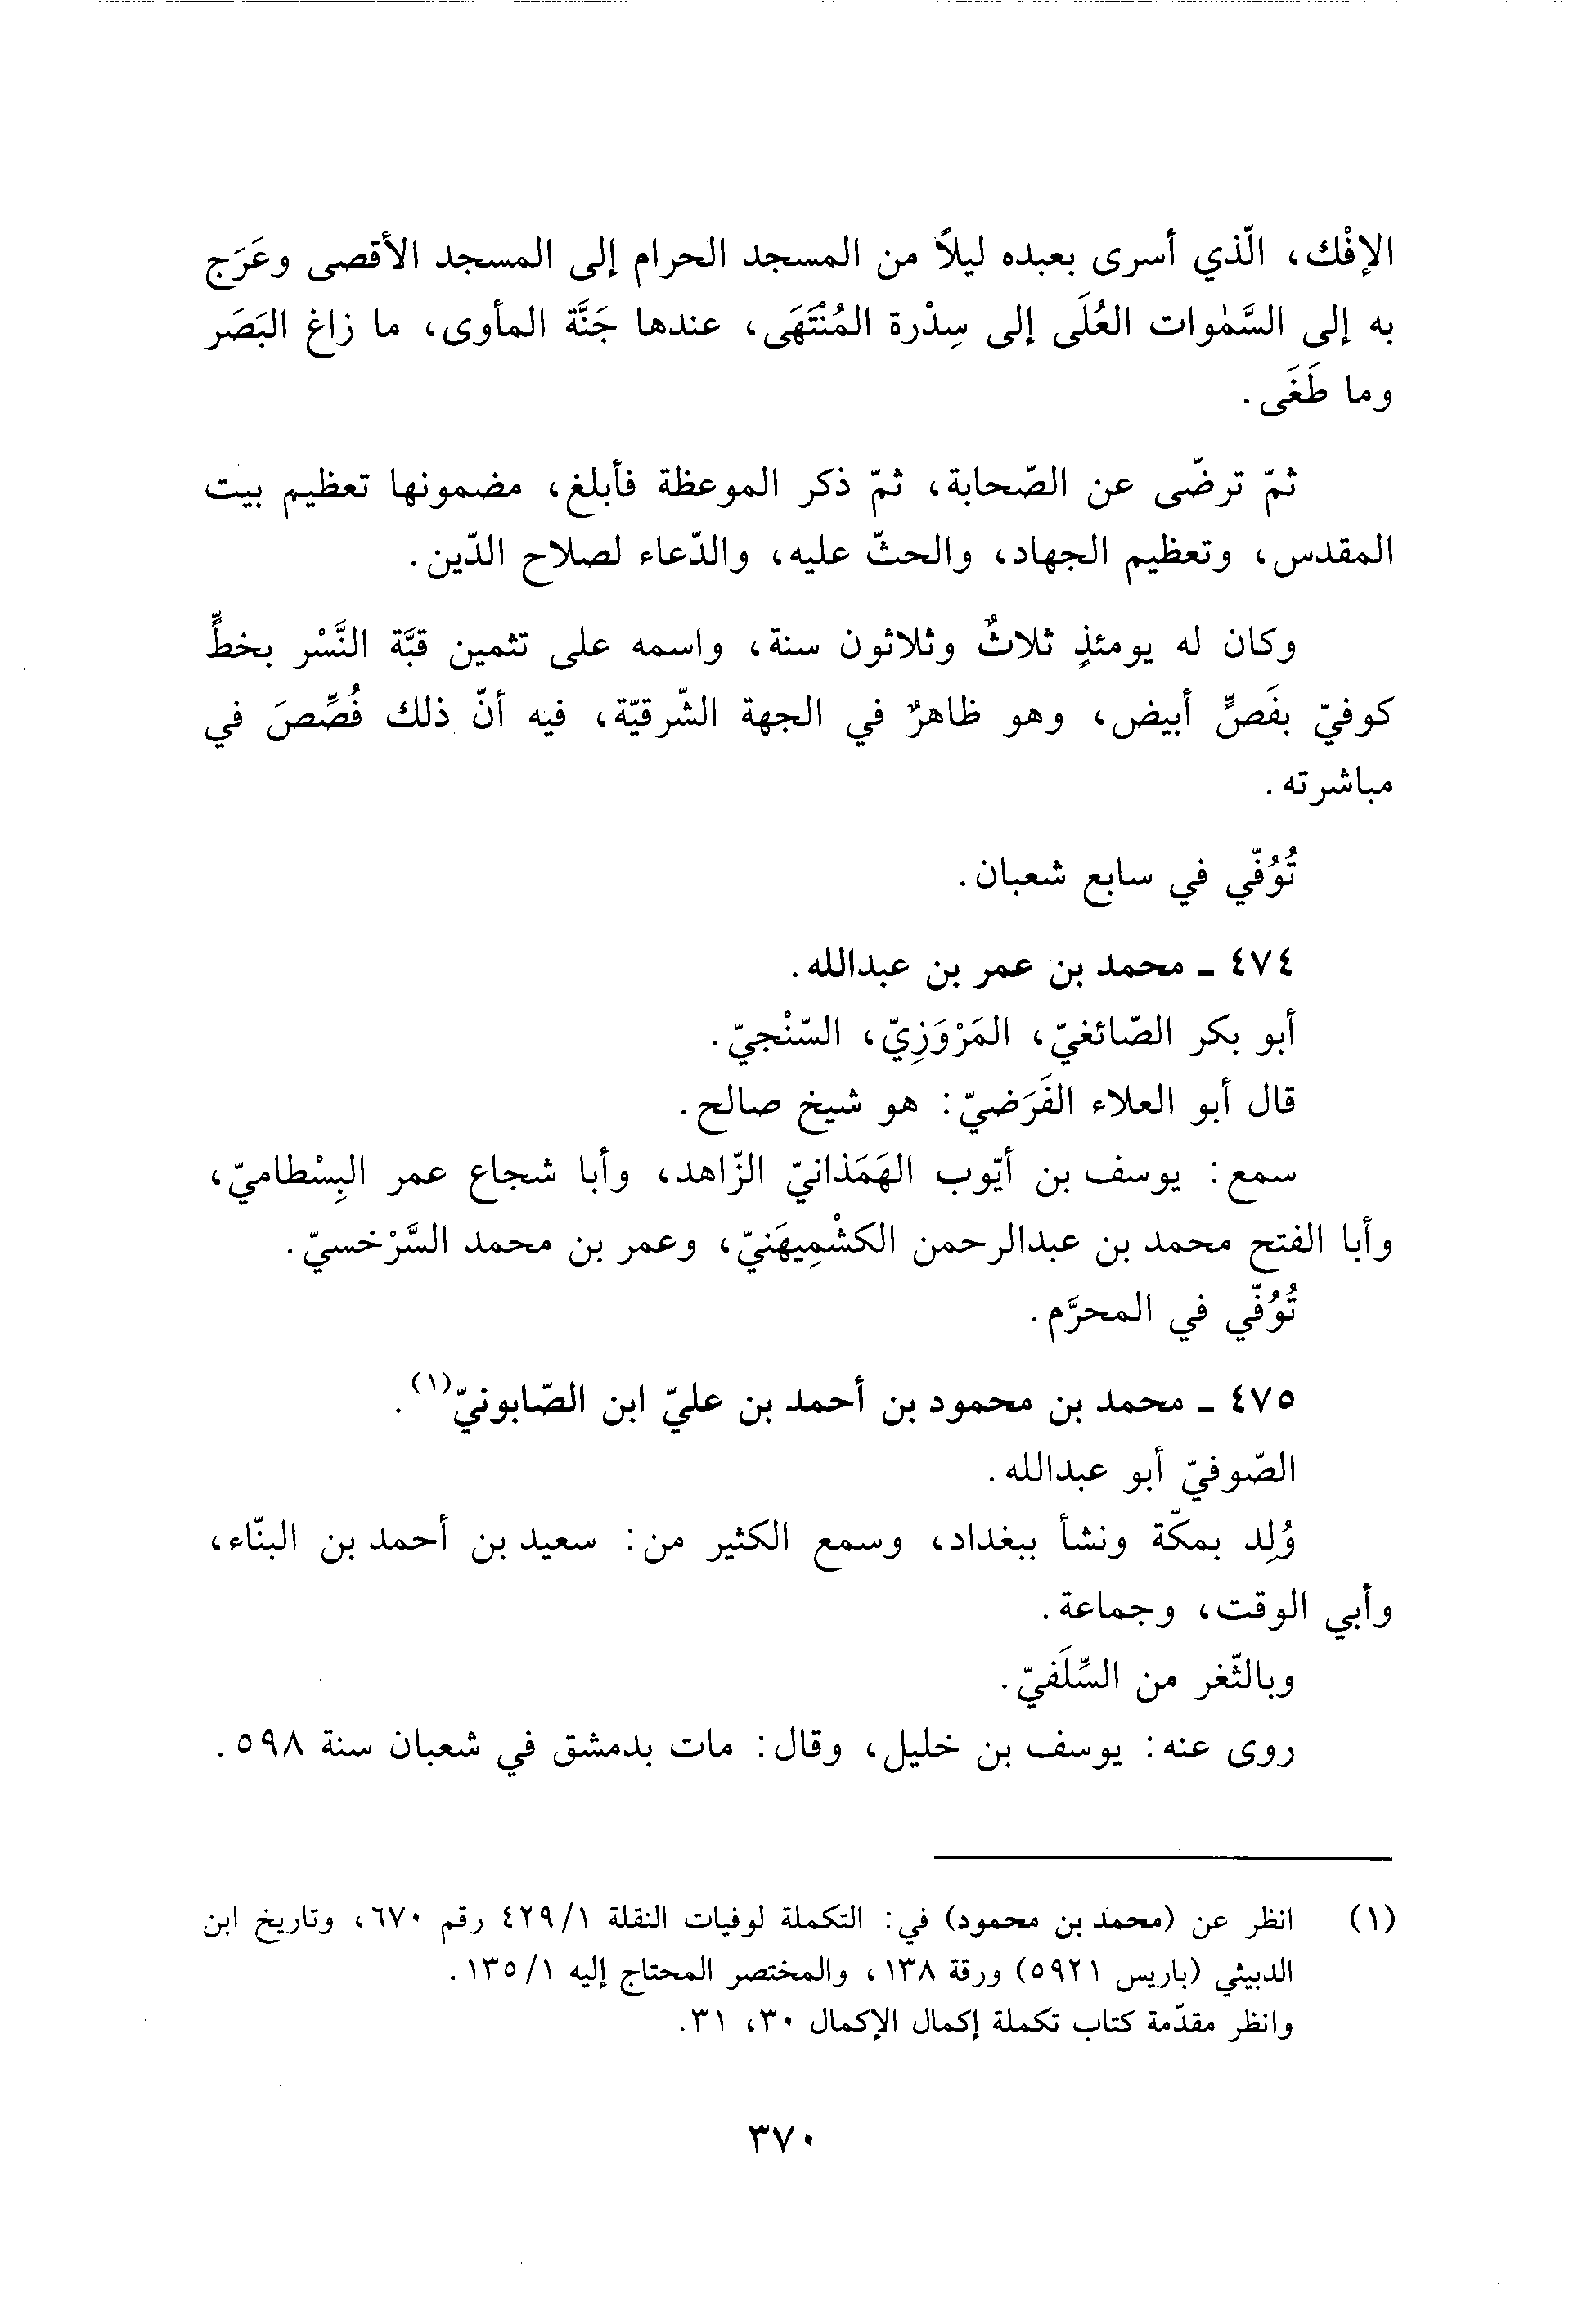 الإفْك، الّذي أسرى بعبده ليلاً من المسجد الحرام إلى المسجد الأقصى وعَرَج
به إلى السَّمٰوات العُلَى إلى سِدْرة المُنْتَهَى، عندها جَنَّة المأوى، ما زاغ البَصَر
وما طَغَى.
ثمّ ترضّى عن الصّحابة، ثمّ ذكر الموعظة فأبلغ، مضمونها تعظيم بيت
المقدس، وتعظيم الجهاد، والحثّ عليه، والدّعاء لصلاح الدّين.
وكان له يومئذٍ ثلاثٌ وثلاثون سنة، واسمه على تثمين قبَّة النَّسْر بخطٍّ
كوفيّ بفَصٍّ أبيض، وهو ظاهرٌ في الجهة الشّرقيّة، فيه أنّ ذلك فُصِّصَ في
مباشرته.
تُوُفّي في سابع شعبان.
٤٧٤ ـ محمد بن عمر بن عبدالله.
أبو بكر الصّائغيّ، المَرْوَزِيّ، السّنْجيّ.
قال أبو العلاء الفَرَضيّ: هو شيخ صالح.
سمع: يوسف بن أيّوب الهَمَذانيّ الزّاهد، وأبا شجاع عمر البِسْطاميّ،
وأبا الفتح محمد بن عبدالرحمن الكشْمِيهَنيّ، وعمر بن محمد السَّرْخسيّ.
تُوُفّي في المحرَّم.
٤٧٥ ـ محمد بن محمود بن أحمد بن عليّ ابن الصّابونيّ(١).
الصّوفيّ أبو عبدالله.
وُلِد بمكّة ونشأ ببغداد، وسمع الكثير من: سعيد بن أحمد بن البنّاء،
وأبي الوقت، وجماعة.
وبالثّغر من السِّلَفيّ.
روى عنه: يوسف بن خليل، وقال: مات بدمشق في شعبان سنة ٥٩٨.
(١) انظر عن (محمد بن محمود) في: التكملة لوفيات النقلة ١/٤٢٩ رقم ٦٧٠، وتاريخ ابن
الدبيثي (باريس ٥٩٢١) ورقة ١٣٨، والمختصر المحتاج إليه ١/١٣٥.
وانظر مقدّمة كتاب تكملة إكمال الإكمال ٣٠، ٣١.
٣٧٠